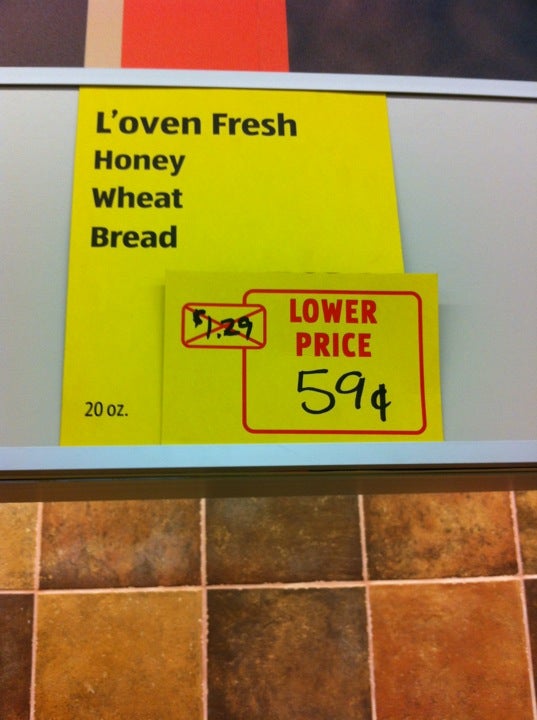 L'oven Fresh
Honey
Wheat
Bread
20 oz.
$1.29
LOWER
PRICE
59¢